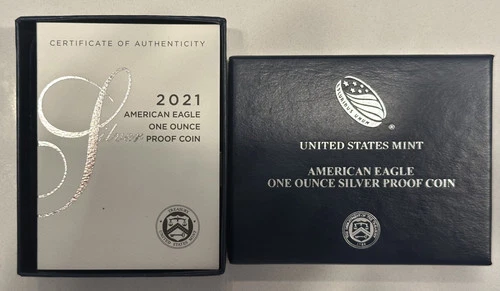 CERTIFICATE OF AUTHENTICITY
2021
AMERICAN EAGLE
ONE OUNCE
Silver PROOF COIN
UNITED STATES MINT
AMERICAN EAGLE
ONE OUNCE SILVER PROOF COIN